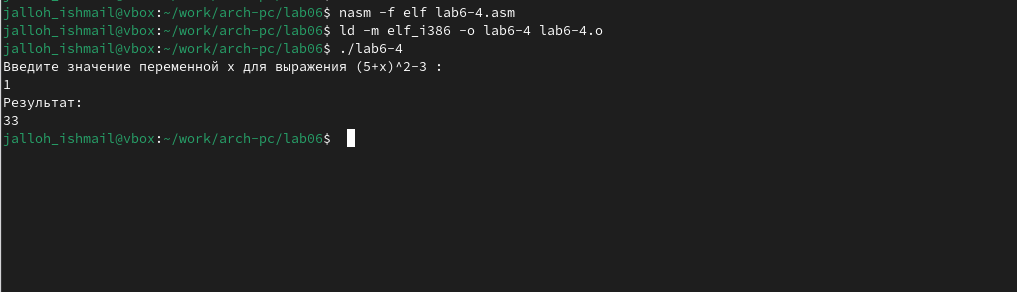 jalloh_ishmail@vbox:~/work/arch-pc/lab06$ nasm -f elf lab6-4.asm
jalloh_ishmail@vbox:~/work/arch-pc/lab06$ ld -m elf_i386 -o lab6-4 lab6-4.o
jalloh_ishmail@vbox:~/work/arch-pc/lab06$ ./lab6-4
Введите значение переменной x для выражения (5+x)^2-3 :
1
Результат:
33
jalloh_ishmail@vbox:~/work/arch-pc/lab06$